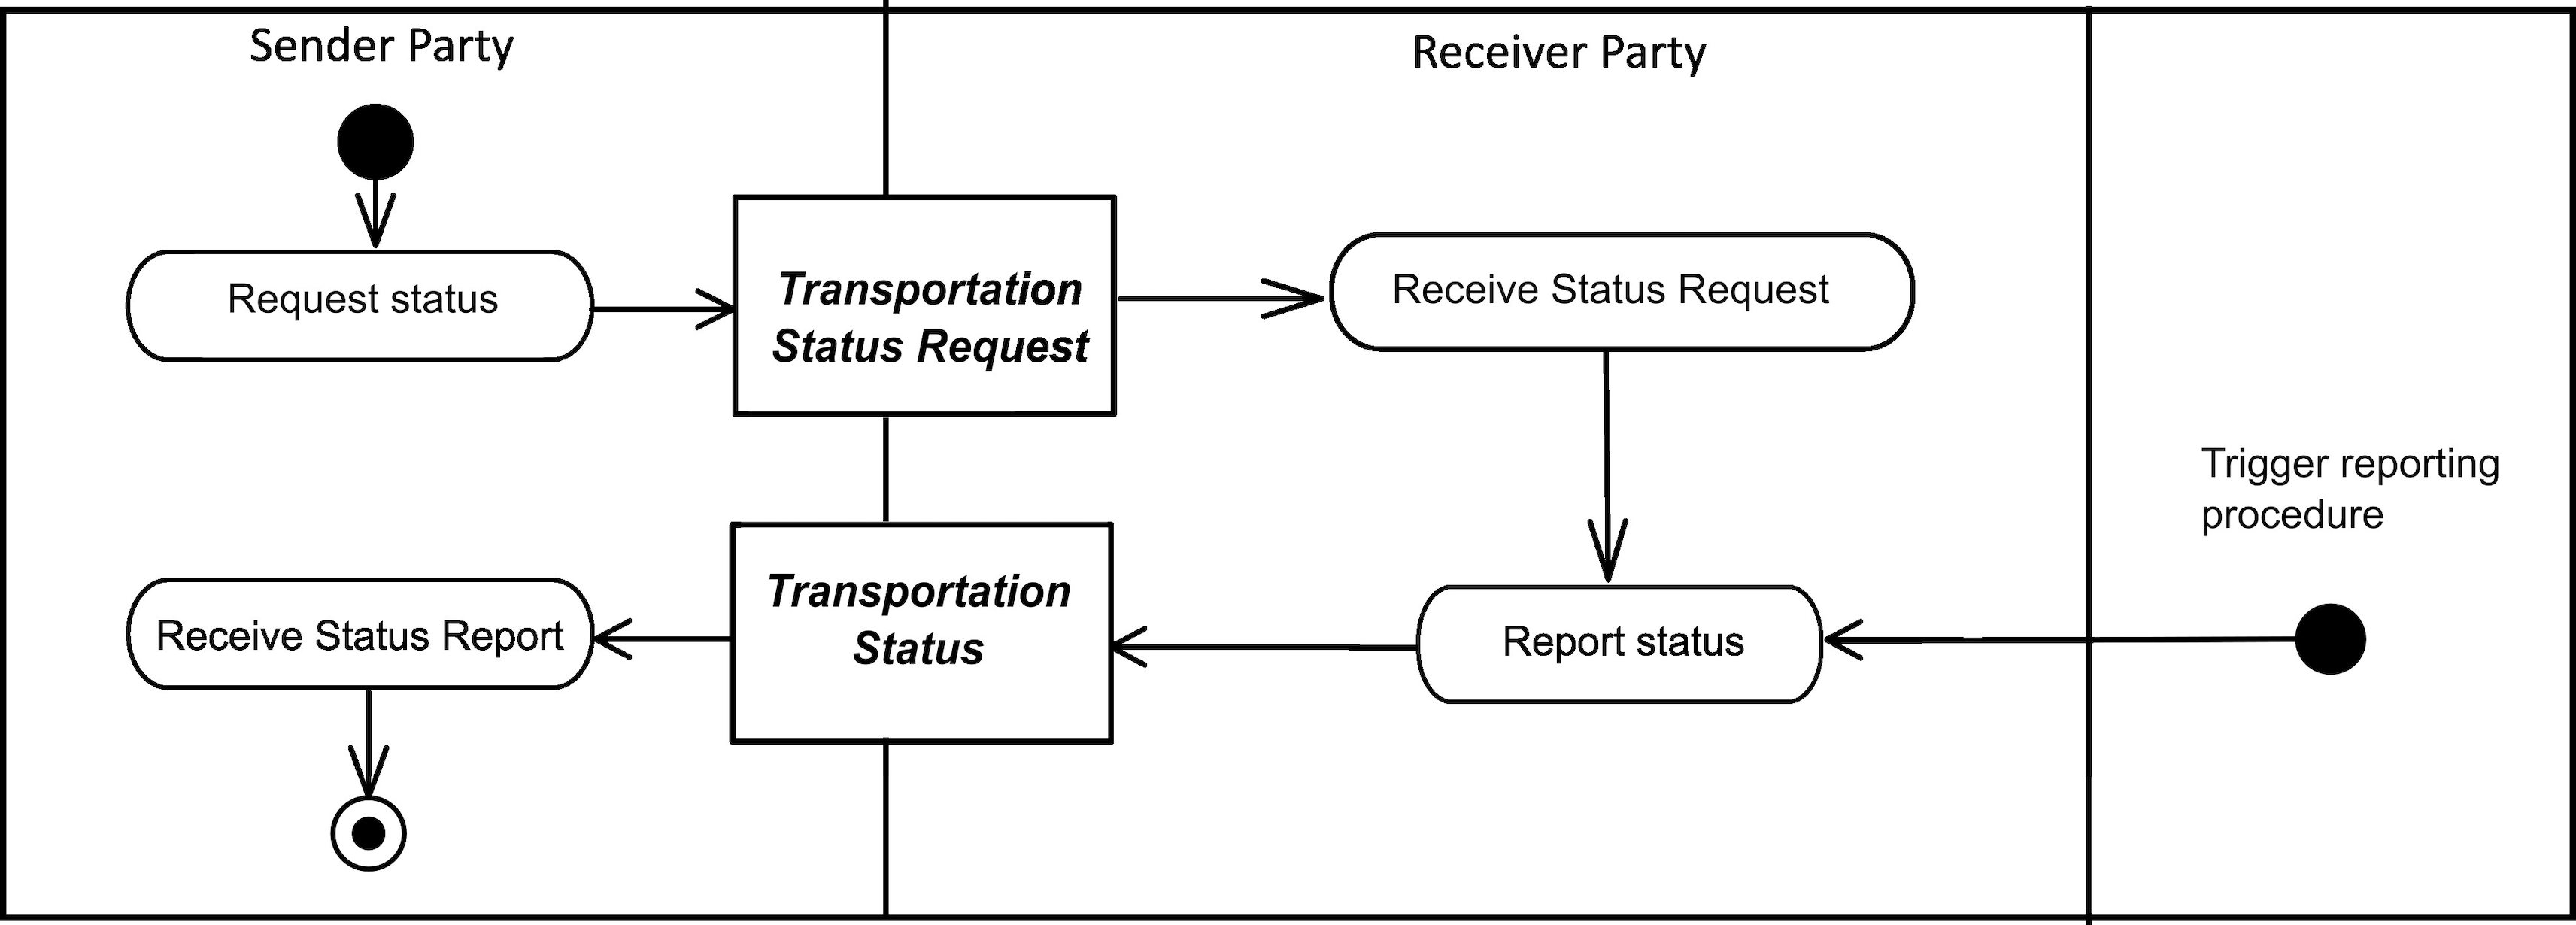 Sender Party
Receiver Party
Request status
Transportation
Status Request
Receive Status Request
Trigger reporting
procedure
Receive Status Report
Transportation
Status
Report status